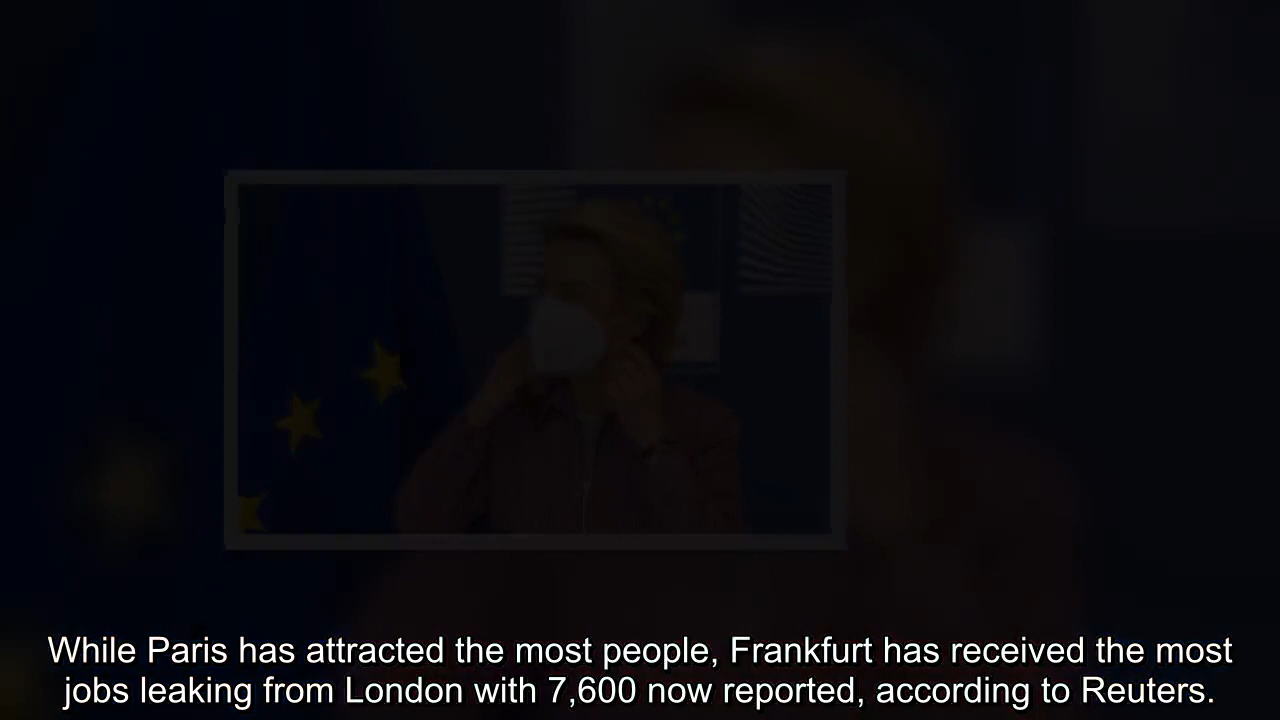 While Paris has attracted the most people, Frankfurt has received the most
jobs leaking from London with 7,600 now reported, according to Reuters.